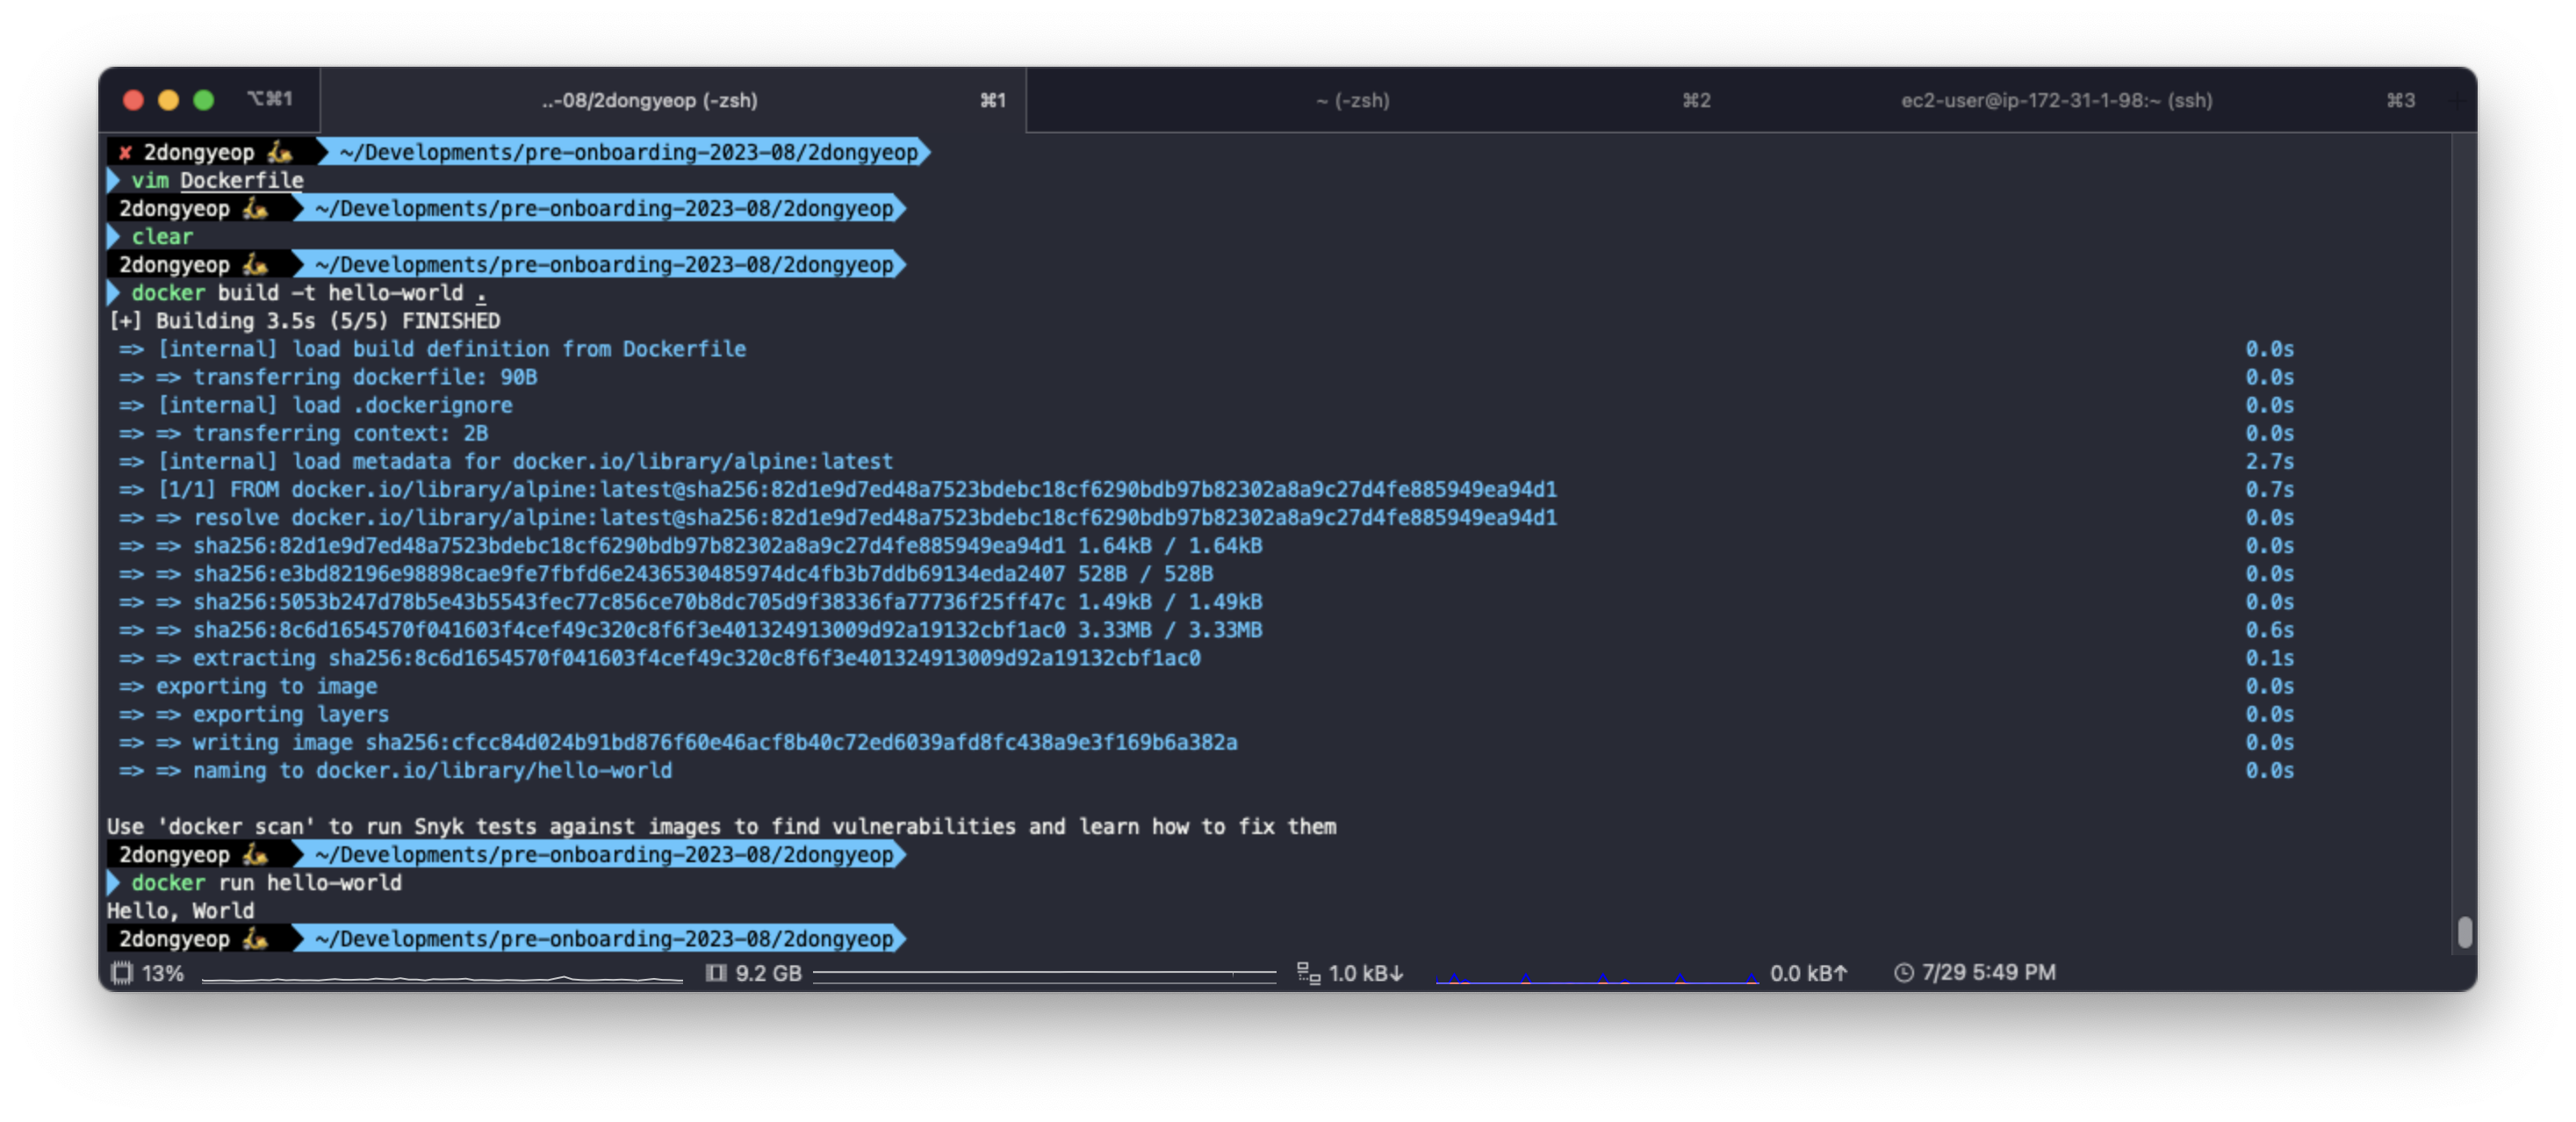 ⌥⌘1 ..-08/2dongyeop (-zsh) ⌘1 ~ (-zsh) ⌘2 ec2-user@ip-172-31-1-98:~ (ssh) ⌘3
✘ 2dongyeop 🛵 ~/Developments/pre-onboarding-2023-08/2dongyeop
vim Dockerfile
2dongyeop 🛵 ~/Developments/pre-onboarding-2023-08/2dongyeop
clear
2dongyeop 🛵 ~/Developments/pre-onboarding-2023-08/2dongyeop
docker build -t hello-world .
[+] Building 3.5s (5/5) FINISHED
=> [internal] load build definition from Dockerfile 0.0s
=> => transferring dockerfile: 90B 0.0s
=> [internal] load .dockerignore 0.0s
=> => transferring context: 2B 0.0s
=> [internal] load metadata for docker.io/library/alpine:latest 2.7s
=> [1/1] FROM docker.io/library/alpine:latest@sha256:82d1e9d7ed48a7523bdebc18cf6290bdb97b82302a8a9c27d4fe885949ea94d1 0.7s
=> => resolve docker.io/library/alpine:latest@sha256:82d1e9d7ed48a7523bdebc18cf6290bdb97b82302a8a9c27d4fe885949ea94d1 0.0s
=> => sha256:82d1e9d7ed48a7523bdebc18cf6290bdb97b82302a8a9c27d4fe885949ea94d1 1.64kB / 1.64kB 0.0s
=> => sha256:e3bd82196e98898cae9fe7fbfd6e2436530485974dc4fb3b7ddb69134eda2407 528B / 528B 0.0s
=> => sha256:5053b247d78b5e43b5543fec77c856ce70b8dc705d9f38336fa77736f25ff47c 1.49kB / 1.49kB 0.0s
=> => sha256:8c6d1654570f041603f4cef49c320c8f6f3e401324913009d92a19132cbf1ac0 3.33MB / 3.33MB 0.6s
=> => extracting sha256:8c6d1654570f041603f4cef49c320c8f6f3e401324913009d92a19132cbf1ac0 0.1s
=> exporting to image 0.0s
=> => exporting layers 0.0s
=> => writing image sha256:cfcc84d024b91bd876f60e46acf8b40c72ed6039afd8fc438a9e3f169b6a382a 0.0s
=> => naming to docker.io/library/hello-world 0.0s
Use 'docker scan' to run Snyk tests against images to find vulnerabilities and learn how to fix them
2dongyeop 🛵 ~/Developments/pre-onboarding-2023-08/2dongyeop
docker run hello-world
Hello, World
2dongyeop 🛵 ~/Developments/pre-onboarding-2023-08/2dongyeop
13% 9.2 GB 1.0 kB↓ 0.0 kB↑ 7/29 5:49 PM